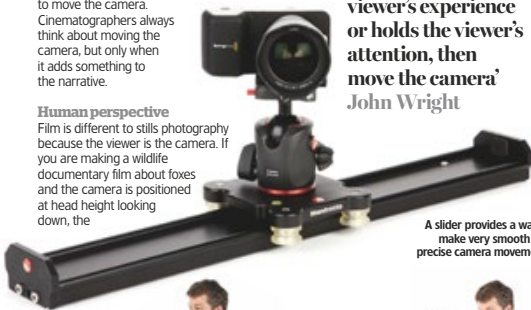 to move the camera.
Cinematographers always
think about moving the
camera, but only when
it adds something to
the narrative.
Human perspective
Film is different to stills photography
because the viewer is the camera. If
you are making a wildlife
documentary film about foxes
and the camera is positioned
at head height looking
down, the
viewer's experience
or holds the viewer's
attention, then
move the camera'
John Wright
A slider provides a wa
make very smooth
precise camera movem